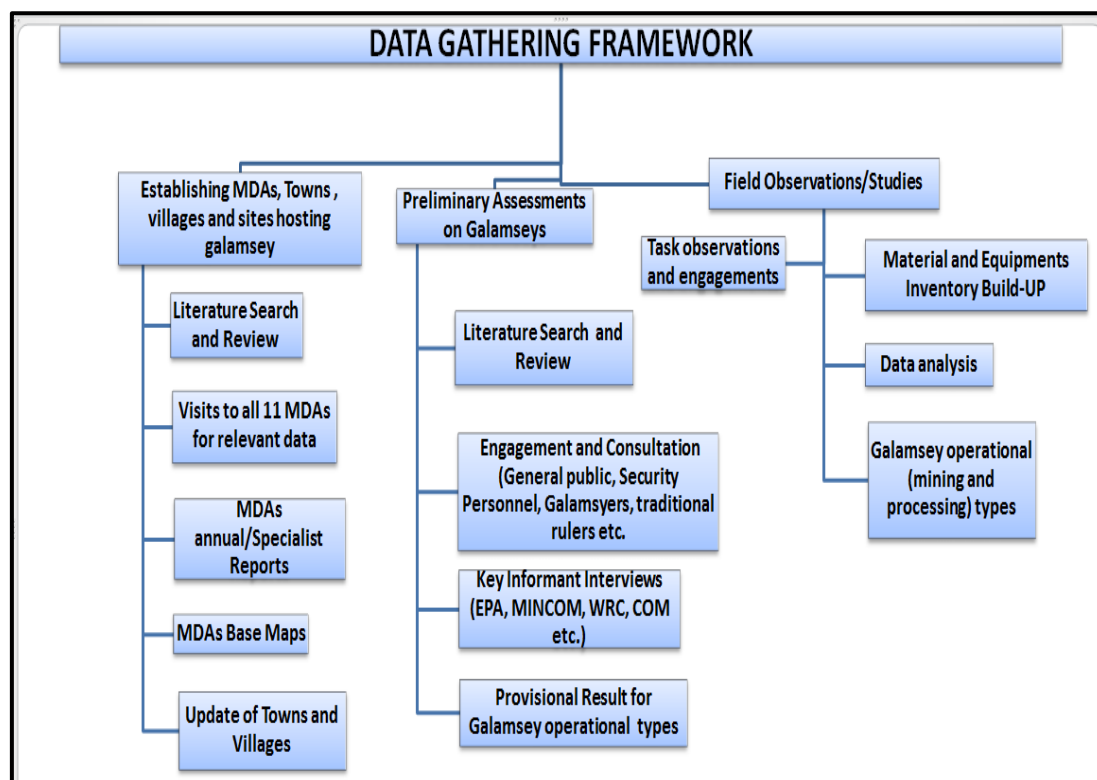 DATA GATHERING FRAMEWORK
Establishing MDAs, Towns ,
villages and sites hosting
galamsey
Literature Search
and Review
Visits to all 11 MDAs
for relevant data
MDAs
annual/Specialist
Reports
MDAs Base Maps
Update of Towns and
Villages
Preliminary Assessments
on Galamseys
Literature Search and
Review
Engagement and Consultation
(General public, Security
Personnel, Galamsyers, traditional
rulers etc.
Key Informant Interviews
(EPA, MINCOM, WRC, COM
etc.)
Provisional Result for
Galamsey operational types
Field Observations/Studies
Task observations
and engagements
Material and Equipments
Inventory Build-UP
Data analysis
Galamsey operational
(mining and
processing) types